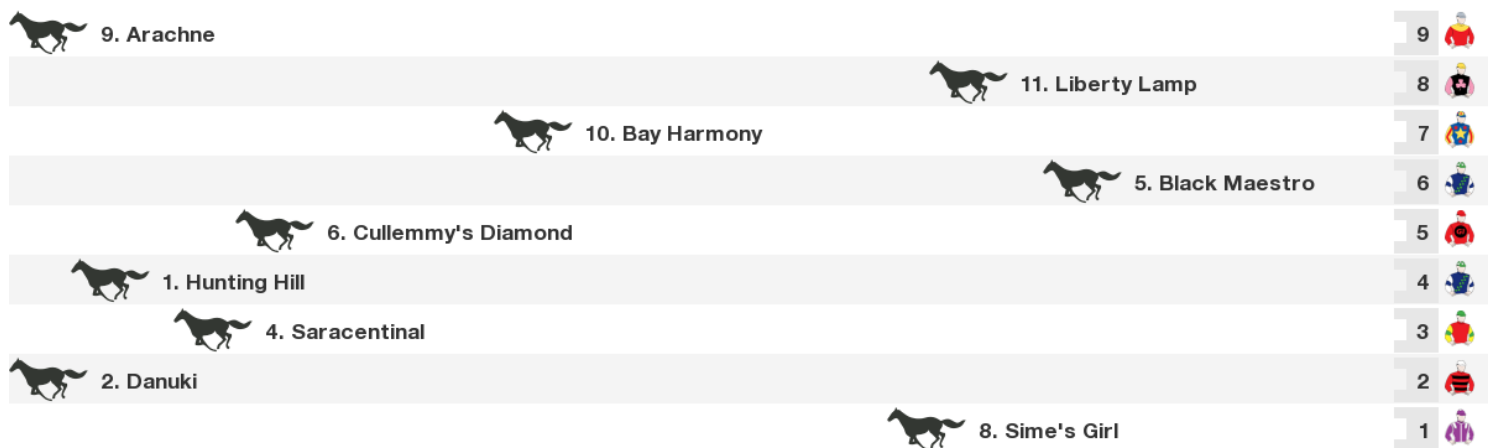 9. Arachne 9
11. Liberty Lamp 8
10. Bay Harmony 7
5. Black Maestro 6
6. Cullemmy's Diamond 5
1. Hunting Hill 4
4. Saracentinal 3
2. Danuki 2
8. Sime's Girl 1